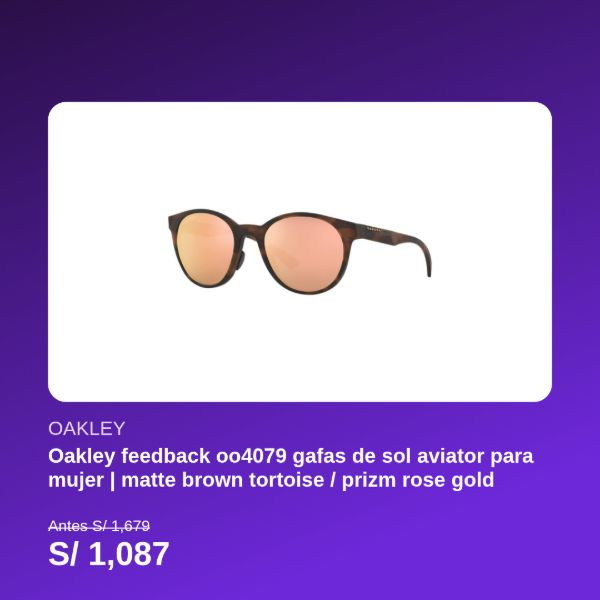 OAKLEY
Oakley feedback oo4079 gafas de sol aviator para
mujer | matte brown tortoise / prizm rose gold
Antes S/ 1,679
S/ 1,087